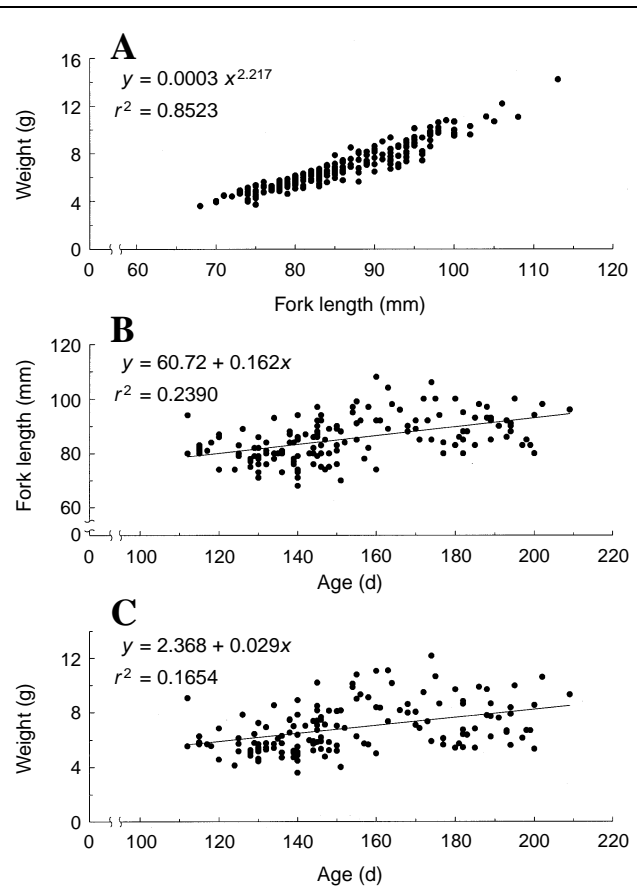 A
y = 0.0003 x^2.217
r² = 0.8523
Weight (g)
16
12
8
4
0
0 60 70 80 90 100 110 120
Fork length (mm)
B
y = 60.72 + 0.162x
r² = 0.2390
Fork length (mm)
120
100
80
60
0
0 100 120 140 160 180 200 220
Age (d)
C
y = 2.368 + 0.029x
r² = 0.1654
Weight (g)
12
8
4
0
0 100 120 140 160 180 200 220
Age (d)